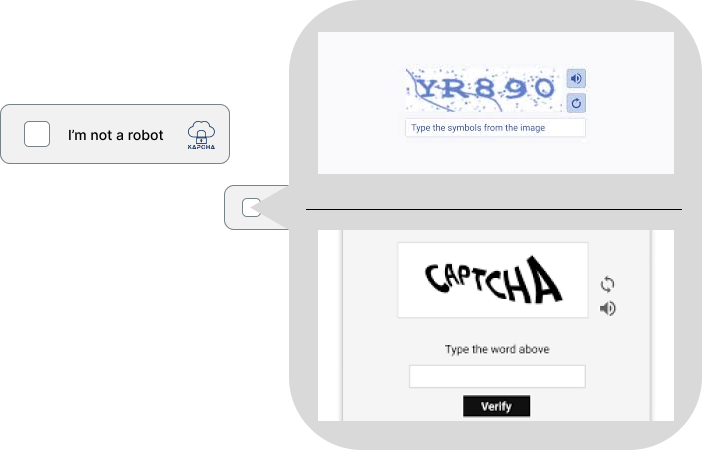 I'm not a robot
KAPCHA
YR890
Type the symbols from the image
CAPTCHA
Type the word above
Verify